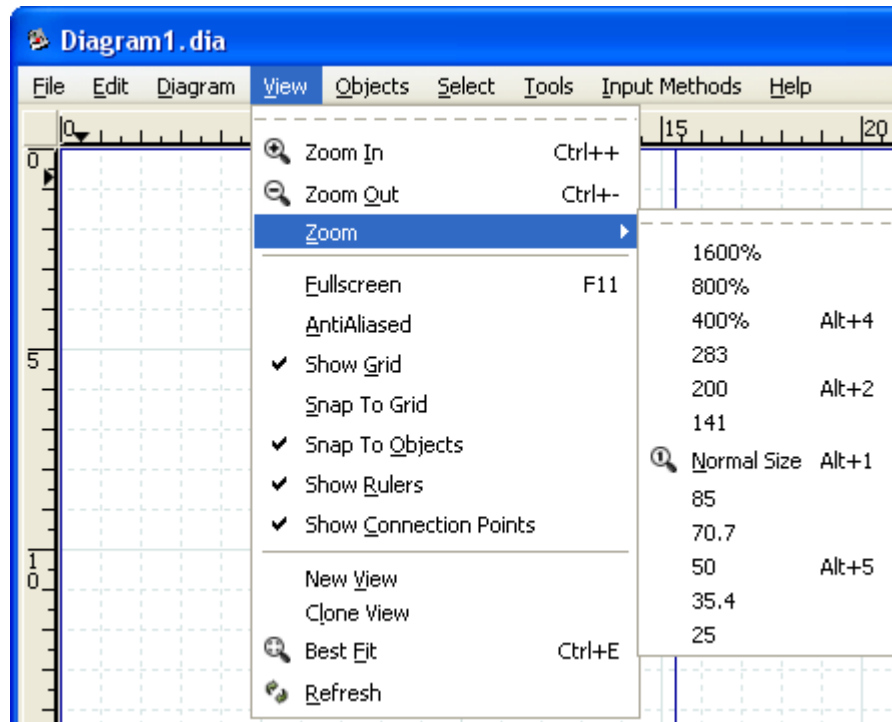 Diagram1.dia
File Edit Diagram View Objects Select Tools Input Methods Help
0 15 20
0
5
10
Zoom In Ctrl++
Zoom Out Ctrl+-
Zoom
Fullscreen F11
AntiAliased
Show Grid
Snap To Grid
Snap To Objects
Show Rulers
Show Connection Points
New View
Clone View
Best Fit Ctrl+E
Refresh
1600%
800%
400% Alt+4
283
200 Alt+2
141
Normal Size Alt+1
85
70.7
50 Alt+5
35.4
25